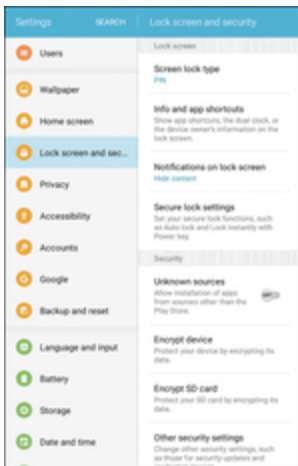 Settings
SEARCH
Users
Wallpaper
Home screen
Lock screen and sec...
Privacy
Accessibility
Accounts
Google
Backup and reset
Language and input
Battery
Storage
Date and time
Lock screen and security
Lock screen
Screen lock type
PIN
Info and app shortcuts
Show app shortcuts, the dual clock, or
the device owner's information on the
lock screen.
Notifications on lock screen
Hide content
Secure lock settings
Set your secure lock functions, such
as Auto lock and Lock instantly with
Power key.
Security
Unknown sources
Allow installation of apps
from sources other than the
Play Store.
Encrypt device
Protect your device by encrypting its
data.
Encrypt SD card
Protect your SD card by encrypting its
data.
Other security settings
Change other security settings, such
as those for security updates and